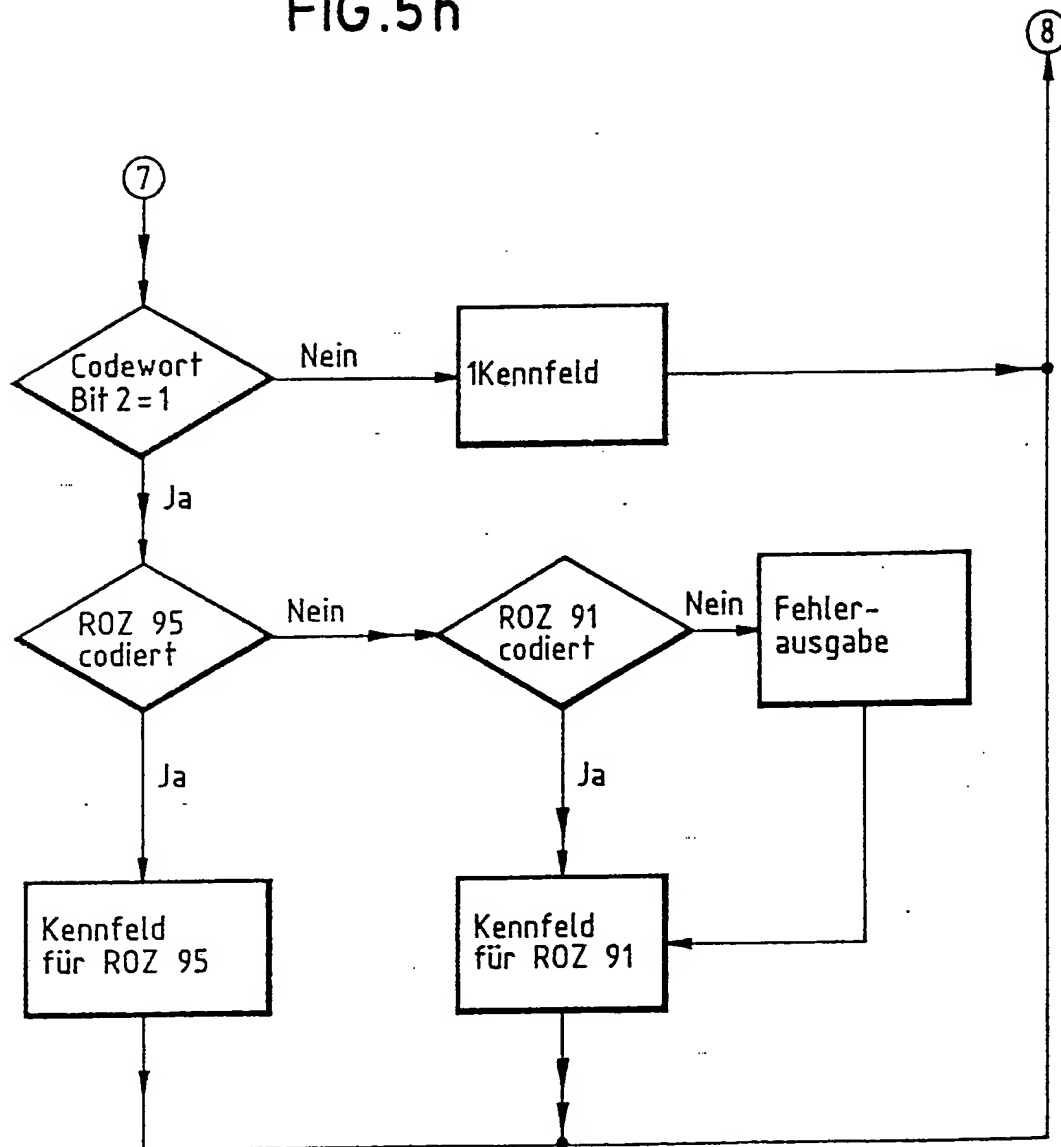 FIG.5h
8
7
Codewort
Bit 2=1
Nein
1Kennfeld
Ja
ROZ 95
codiert
Nein
ROZ 91
codiert
Nein
Fehler-
ausgabe
Ja
Ja
Kennfeld
für ROZ 95
Kennfeld
für ROZ 91